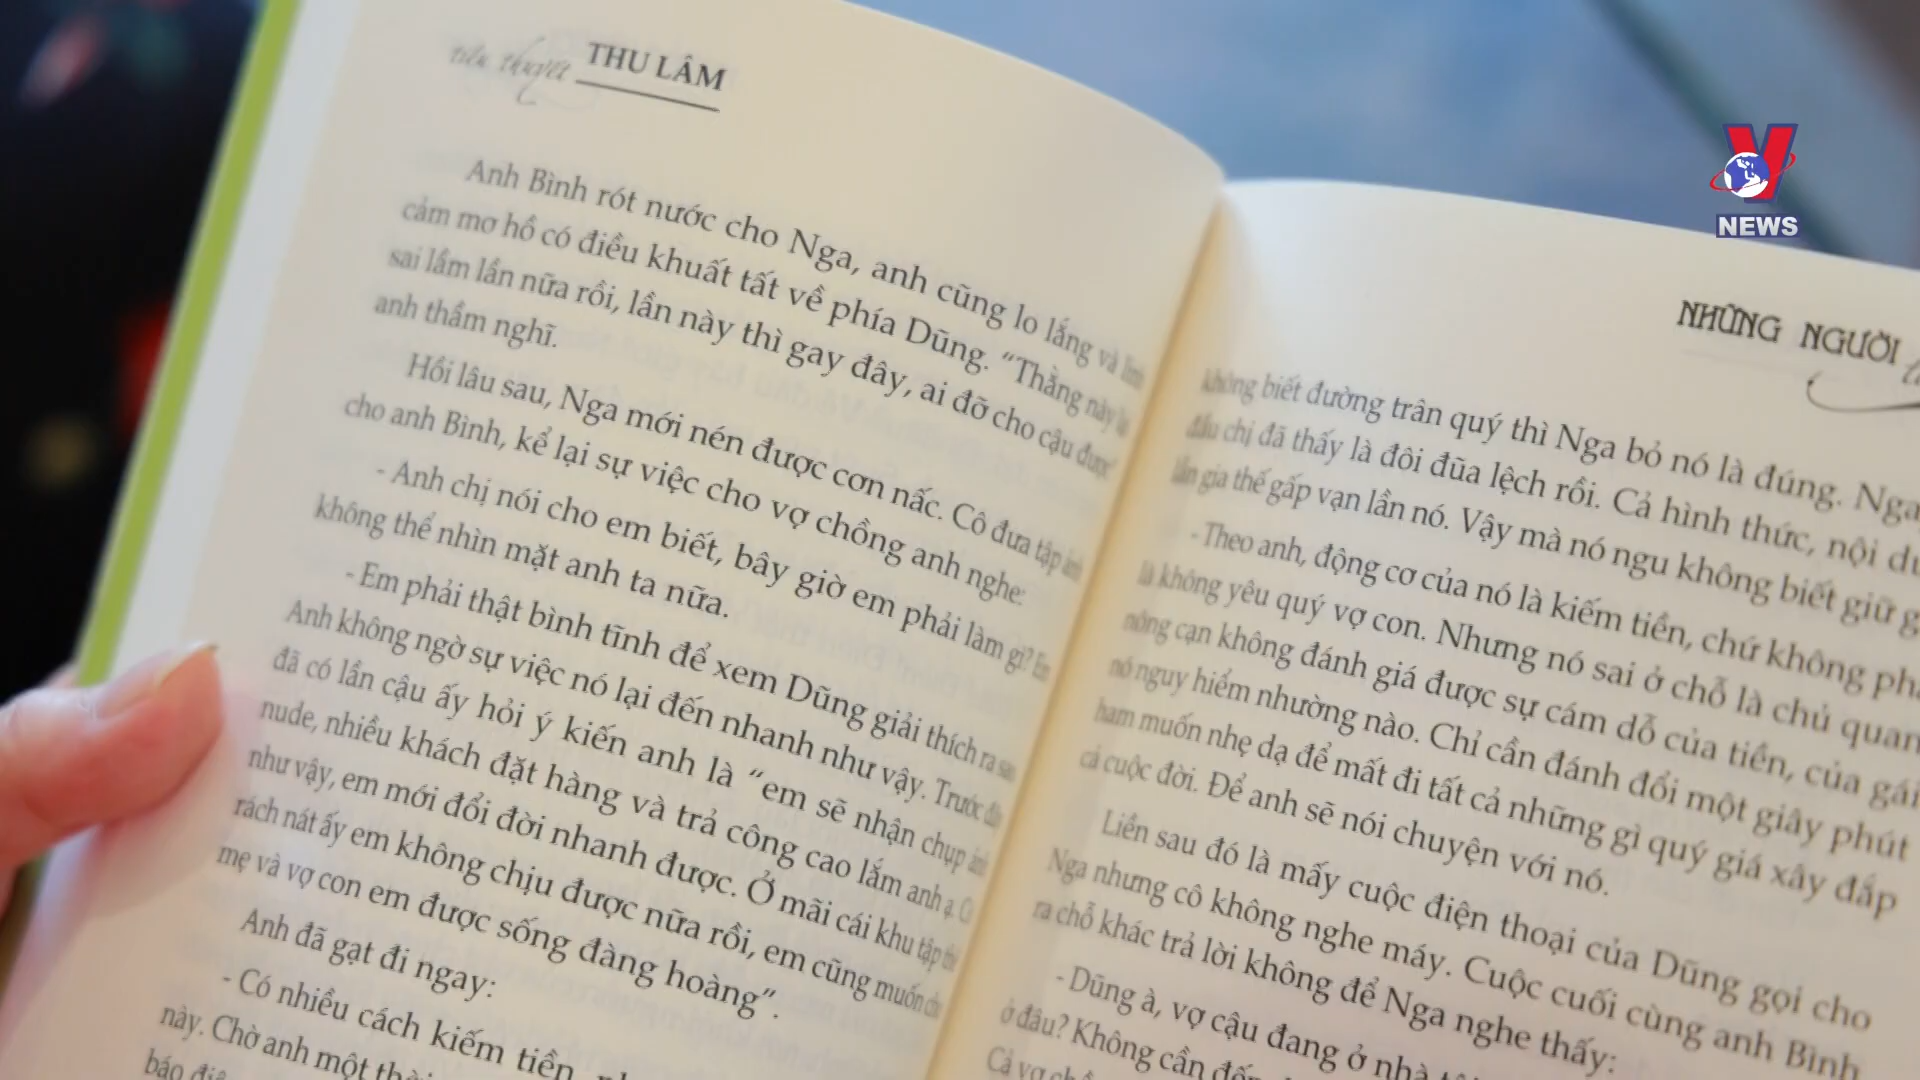 tiểu thuyết THU LÂM
Anh Bình rót nước cho Nga, anh cũng lo lắng và linh
cảm mơ hồ có điều khuất tất về phía Dũng. “Thằng này lại
sai lầm lần nữa rồi, lần này thì gay đây, ai đỡ cho cậu được”
anh thầm nghĩ.
Hồi lâu sau, Nga mới nén được cơn nấc. Cô đưa tập ảnh
cho anh Bình, kể lại sự việc cho vợ chồng anh nghe:
- Anh chị nói cho em biết, bây giờ em phải làm gì? Em
không thể nhìn mặt anh ta nữa.
- Em phải thật bình tĩnh để xem Dũng giải thích ra sao
Anh không ngờ sự việc nó lại đến nhanh như vậy. Trước đây
đã có lần cậu ấy hỏi ý kiến anh là “em sẽ nhận chụp ảnh
nude, nhiều khách đặt hàng và trả công cao lắm anh ạ. Có
như vậy, em mới đổi đời nhanh được. Ở mãi cái khu tập thể
rách nát ấy em không chịu được nữa rồi, em cũng muốn cho
mẹ và vợ con em được sống đàng hoàng”.
Anh đã gạt đi ngay:
- Có nhiều cách kiếm tiền,
này. Chờ anh một thời
báo
NHỮNG NGƯỜI
không biết đường trân quý thì Nga bỏ nó là đúng. Nga
đầu chị đã thấy là đôi đũa lệch rồi. Cả hình thức, nội
lẫn gia thế gấp vạn lần nó. Vậy mà nó ngu không biết giữ
- Theo anh, động cơ của nó là kiếm tiền, chứ không
là không yêu quý vợ con. Nhưng nó sai ở chỗ là chủ quan
nông cạn không đánh giá được sự cám dỗ của tiền, của gái
nó nguy hiểm nhường nào. Chỉ cần đánh đổi một giây phút
ham muốn nhẹ dạ để mất đi tất cả những gì quý giá xây đắp
cả cuộc đời. Để anh sẽ nói chuyện với nó.
Liền sau đó là mấy cuộc điện thoại của Dũng gọi cho
Nga nhưng cô không nghe máy. Cuộc cuối cùng anh Bình
ra chỗ khác trả lời không để Nga nghe thấy:
- Dũng à, vợ cậu đang ở nhà
ở đâu? Không cần
Cả vợ
V
NEWS